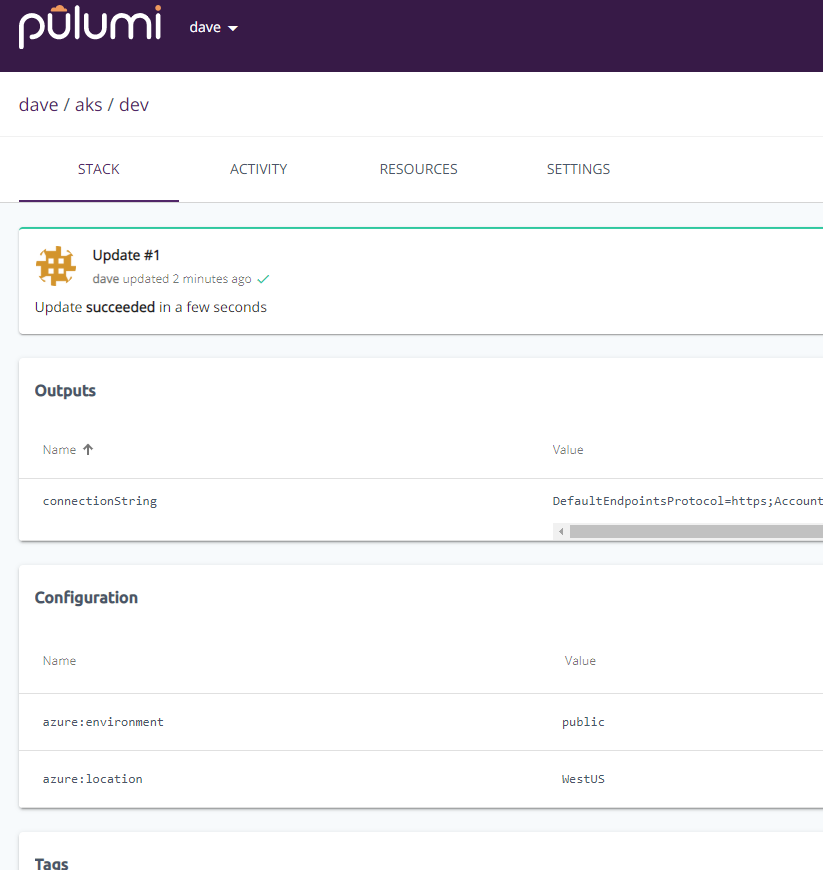 pulumi
dave
dave / aks / dev
STACK ACTIVITY RESOURCES SETTINGS
Update #1
dave updated 2 minutes ago
Update succeeded in a few seconds
Outputs
Name Value
connectionString DefaultEndpointsProtocol=https;Account
Configuration
Name Value
azure:environment public
azure:location WestUS
Tags